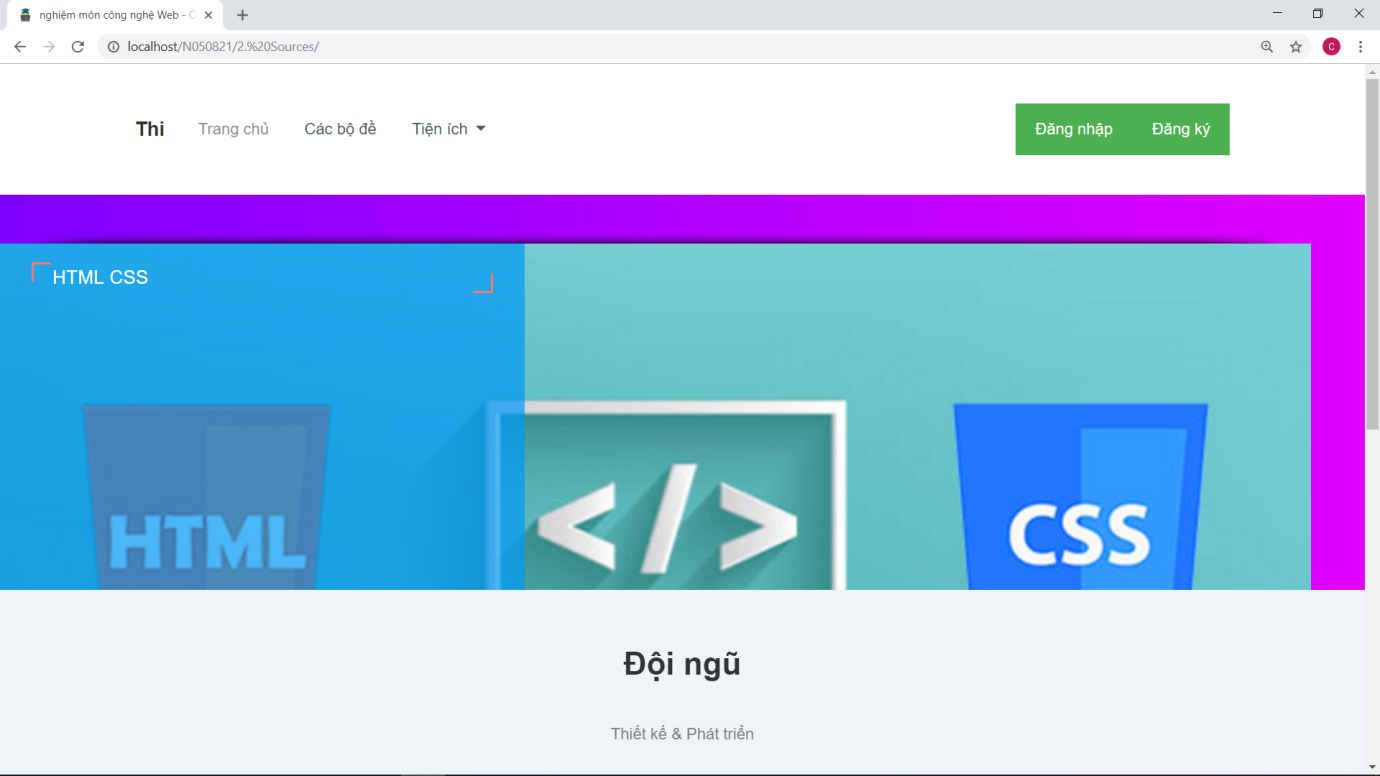 nghiệm môn công nghệ Web - 
localhost/N050821/2.%20Sources/
C
Thi Trang chủ Các bộ đề Tiện ích Đăng nhập Đăng ký
HTML CSS
HTML </> CSS
Đội ngũ
Thiết kế & Phát triển